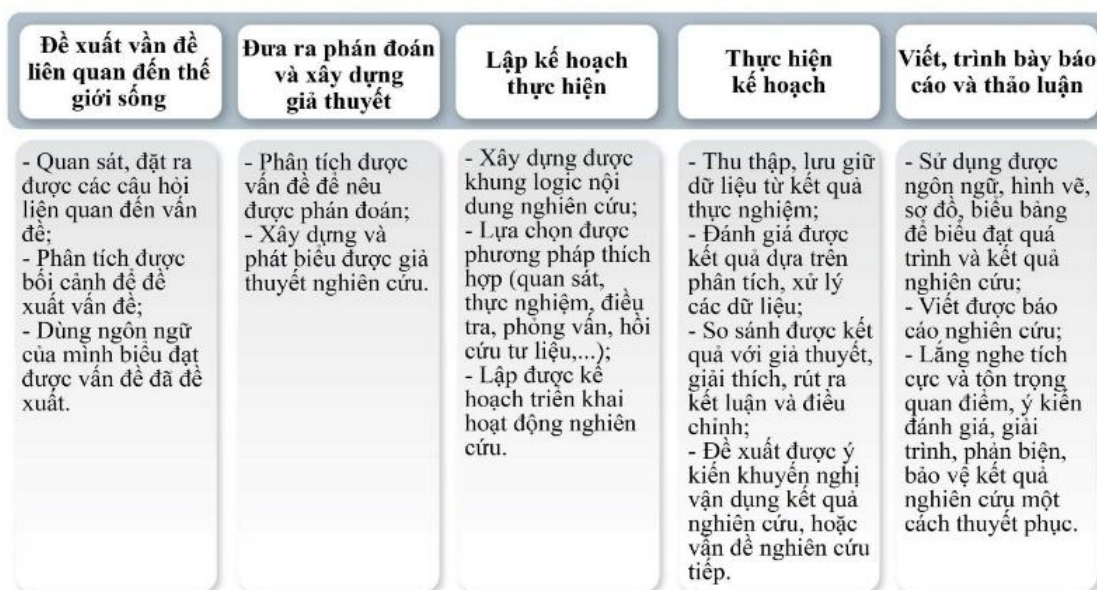 Đề xuất vần đề
liên quan đến thế
giới sống
Đưa ra phán đoán
và xây dựng
giả thuyết
Lập kế hoạch
thực hiện
Thực hiện
kế hoạch
Viết, trình bày báo
cáo và thảo luận
- Quan sát, đặt ra
được các câu hỏi
liên quan đến vấn
đề;
- Phân tích được
bối cảnh để đề
xuất vấn đề;
- Dùng ngôn ngữ
của mình biểu đạt
được vấn đề đã đề
xuất.
- Phân tích được
vấn đề để nêu
được phán đoán;
- Xây dựng và
phát biểu được giả
thuyết nghiên cứu.
- Xây dựng được
khung logic nội
dung nghiên cứu;
- Lựa chọn được
phương pháp thích
hợp (quan sát,
thực nghiệm, điều
tra, phỏng vấn, hồi
cứu tư liệu,...);
- Lập được kế
hoạch triển khai
hoạt động nghiên
cứu.
- Thu thập, lưu giữ
dữ liệu từ kết quả
thực nghiệm;
- Đánh giá được
kết quả dựa trên
phân tích, xử lý
các dữ liệu;
- So sánh được kết
quả với giả thuyết,
giải thích, rút ra
kết luận và điều
chỉnh;
- Đề xuất được ý
kiến khuyến nghị
vận dụng kết quả
nghiên cứu, hoặc
vấn đề nghiên cứu
tiếp.
- Sử dụng được
ngôn ngữ, hình vẽ,
sơ đồ, biểu bảng
để biểu đạt quá
trình và kết quả
nghiên cứu;
- Viết được báo
cáo nghiên cứu;
- Lắng nghe tích
cực và tôn trọng
quan điểm, ý kiến
đánh giá, giải
trình, phản biện,
bảo vệ kết quả
nghiên cứu một
cách thuyết phục.